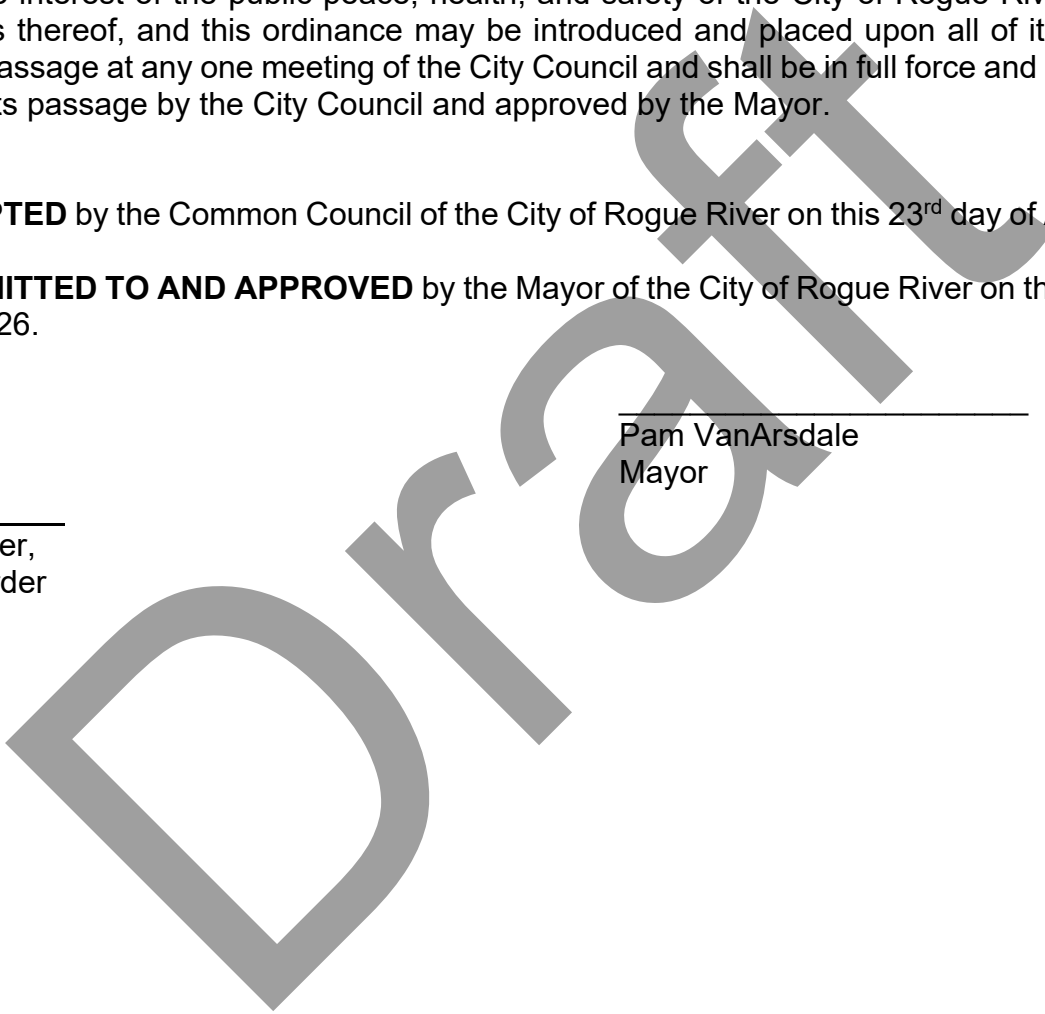 interest of the public peace, health, and safety of the City of Rogue
s thereof, and this ordinance may be introduced and placed upon all of it
assage at any one meeting of the City Council and shall be in full force and
ts passage by the City Council and approved by the Mayor.
PTED by the Common Council of the City of Rogue River on this 23rd day of
ITTED TO AND APPROVED by the Mayor of the City of Rogue River on th
26.
Pam VanArsdale
Mayor
er,
rder
Draft